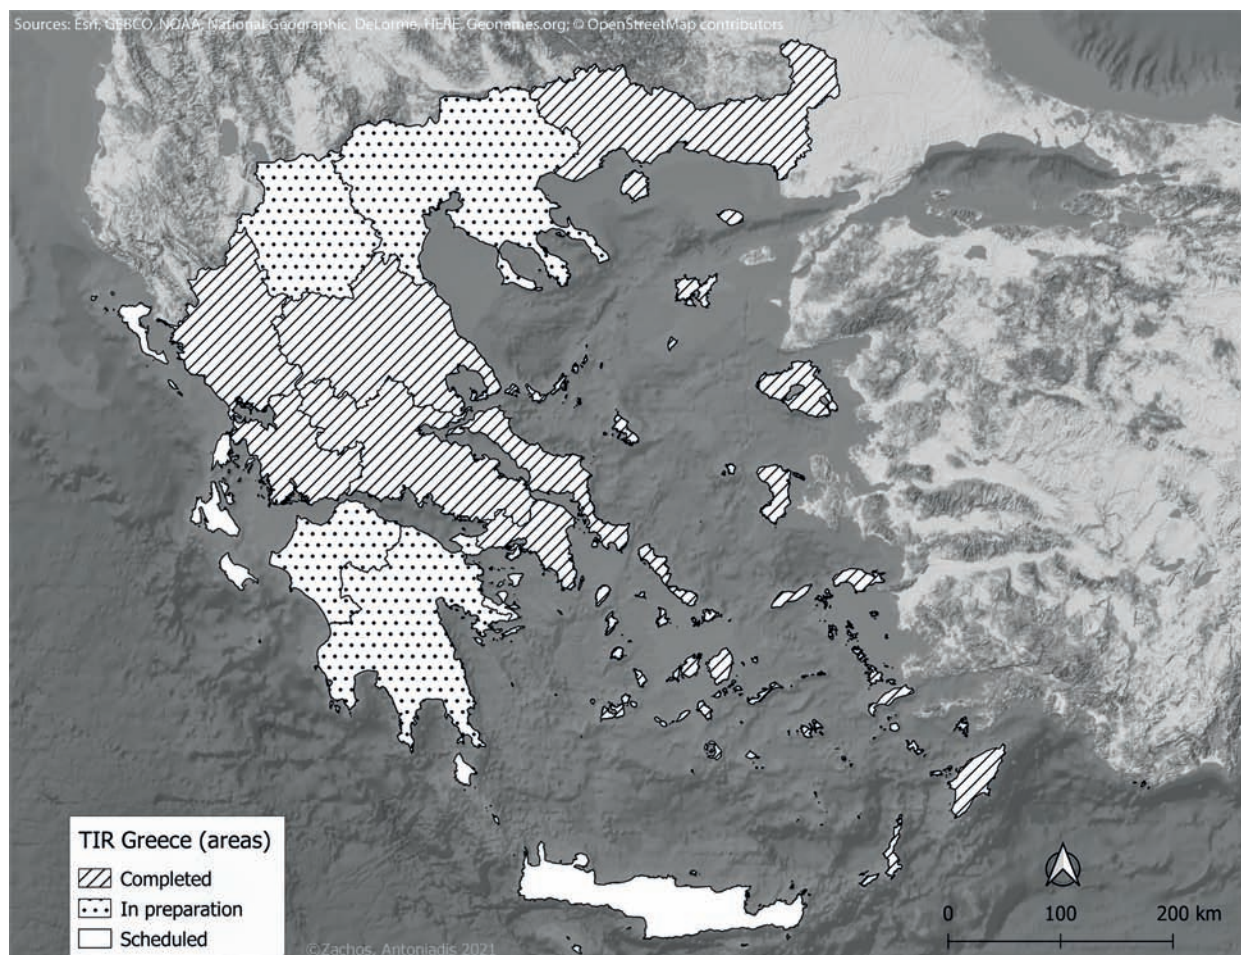 Sources: Esri, GEBCO, NOAA, National Geographic, DeLorme, HERE, Geonames.org; © OpenStreetMap contributors
TIR Greece (areas)
Completed
In preparation
Scheduled
0 100 200 km
©Zachos, Antoniadis 2021